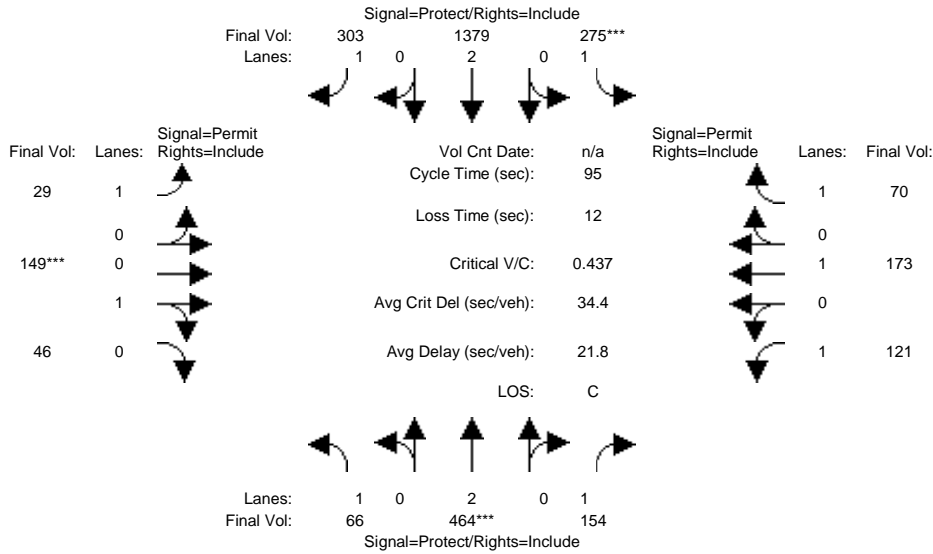 Signal=Protect/Rights=Include
Final Vol: 303 1379 275***
Lanes: 1 0 2 0 1
Signal=Permit Signal=Permit
Final Vol: Lanes: Rights=Include Vol Cnt Date: n/a Rights=Include Lanes: Final Vol:
Cycle Time (sec): 95
29 1 1 70
Loss Time (sec): 12
0 0
149*** 0 Critical V/C: 0.437 1 173
1 Avg Crit Del (sec/veh): 34.4 0
46 0 Avg Delay (sec/veh): 21.8 1 121
LOS: C
Lanes: 1 0 2 0 1
Final Vol: 66 464*** 154
Signal=Protect/Rights=Include